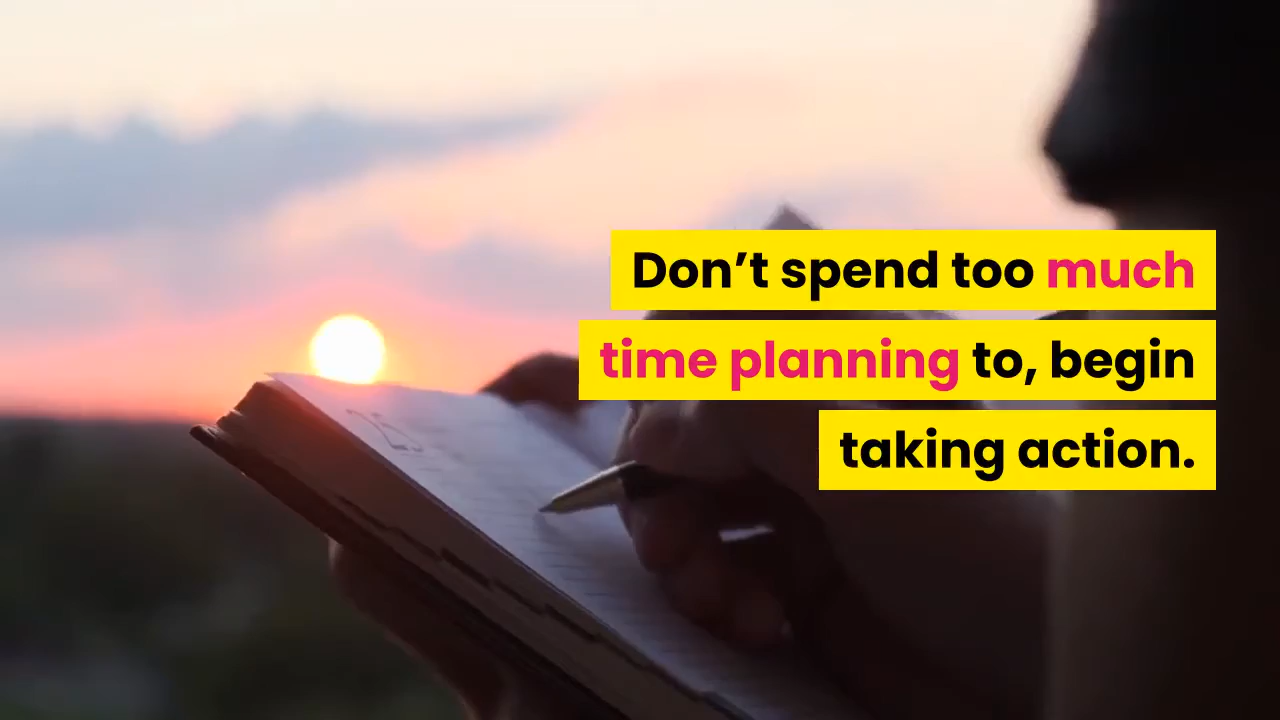 Don’t spend too much
time planning to, begin
taking action.